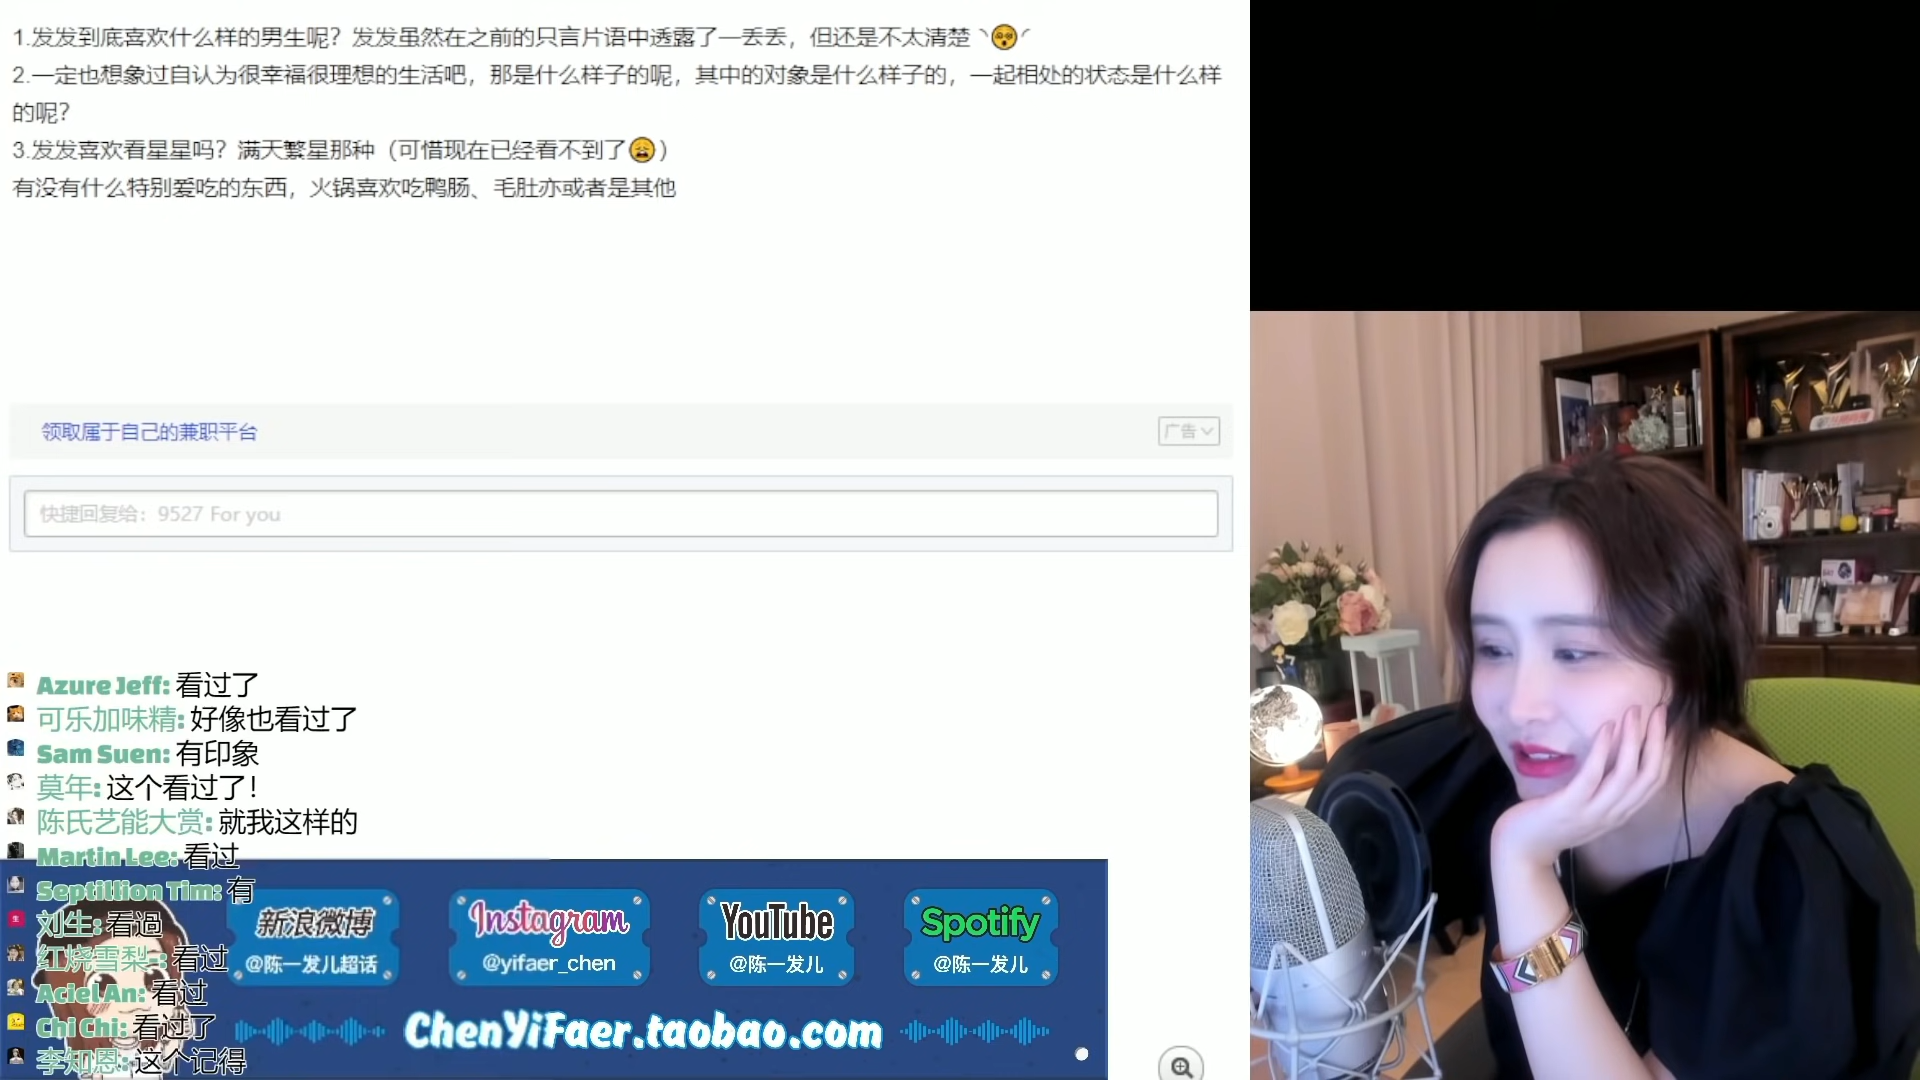 1.发发到底喜欢什么样的男生呢？发发虽然在之前的只言片语中透露了一丢丢，但还是不太清楚
2.一定也想象过自认为很幸福很理想的生活吧，那是什么样子的呢，其中的对象是什么样子的，一起相处的状态是什么样
的呢？
3.发发喜欢看星星吗？满天繁星那种（可惜现在已经看不到了😩）
有没有什么特别爱吃的东西，火锅喜欢吃鸭肠、毛肚亦或者是其他
领取属于自己的兼职平台
广告
快捷回复给：9527 For you
Azure Jeff: 看过了
可乐加味精: 好像也看过了
Sam Suen: 有印象
莫年: 这个看过了！
陈氏艺能大赏: 就我这样的
Martin Lee: 看过
Septillion Tim: 有
刘生: 看過
红烧雪梨-: 看过
Aciel An: 看过
Chi Chi: 看过了
李知恩: 这个记得
新浪微博
@陈一发儿超话
Instagram
@yifaer_chen
YouTube
@陈一发儿
Spotify
@陈一发儿
ChenYiFaer.taobao.com